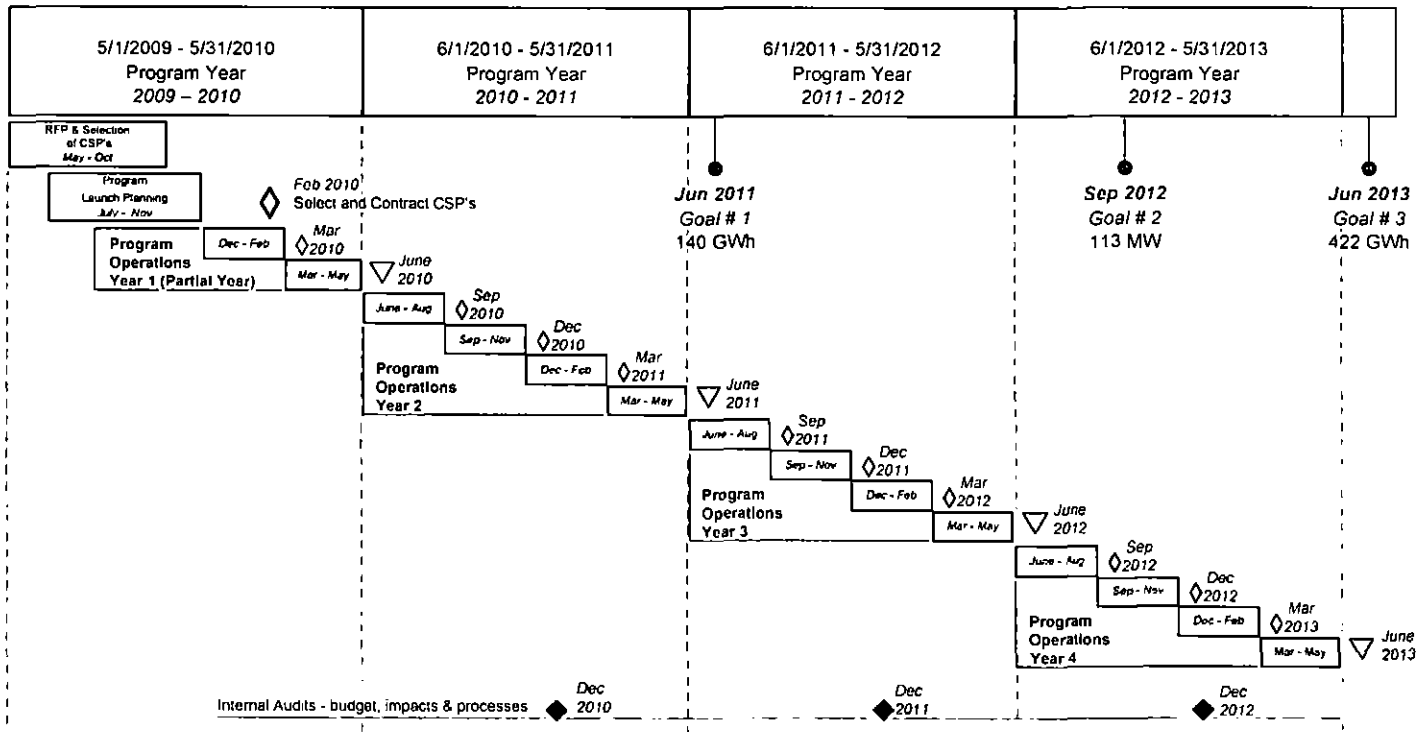 5/1/2009 - 5/31/2010
Program Year
2009 – 2010
6/1/2010 - 5/31/2011
Program Year
2010 - 2011
6/1/2011 - 5/31/2012
Program Year
2011 - 2012
6/1/2012 - 5/31/2013
Program Year
2012 - 2013
RFP & Selection
of CSP's
May - Oct
Program
Launch Planning
July - Nov
Feb 2010
Select and Contract CSP's
Jun 2011
Goal # 1
140 GWh
Sep 2012
Goal # 2
113 MW
Jun 2013
Goal # 3
422 GWh
Program
Operations
Year 1 (Partial Year)
Dec - Feb
Mar
2010
Mar - May
June
2010
June - Aug
Sep
2010
Sep - Nov
Dec
2010
Dec - Feb
Mar
2011
Mar - May
June
2011
Program
Operations
Year 2
June - Aug
Sep
2011
Sep - Nov
Dec
2011
Dec - Feb
Mar
2012
Mar - May
June
2012
Program
Operations
Year 3
June - Aug
Sep
2012
Sep - Nov
Dec
2012
Dec - Feb
Mar
2013
Mar - May
June
2013
Program
Operations
Year 4
Internal Audits - budget, impacts & processes
Dec
2010
Dec
2011
Dec
2012